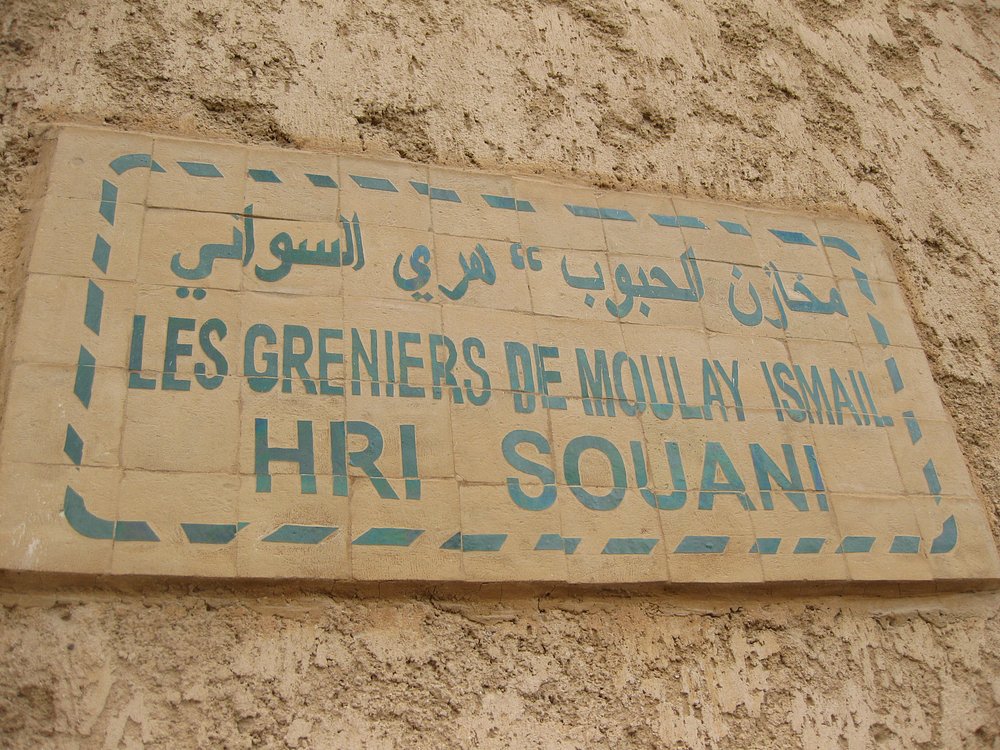 مخازن الحبوب “ هري السواني
LES GRENIERS DE MOULAY ISMAIL
HRI SOUANI